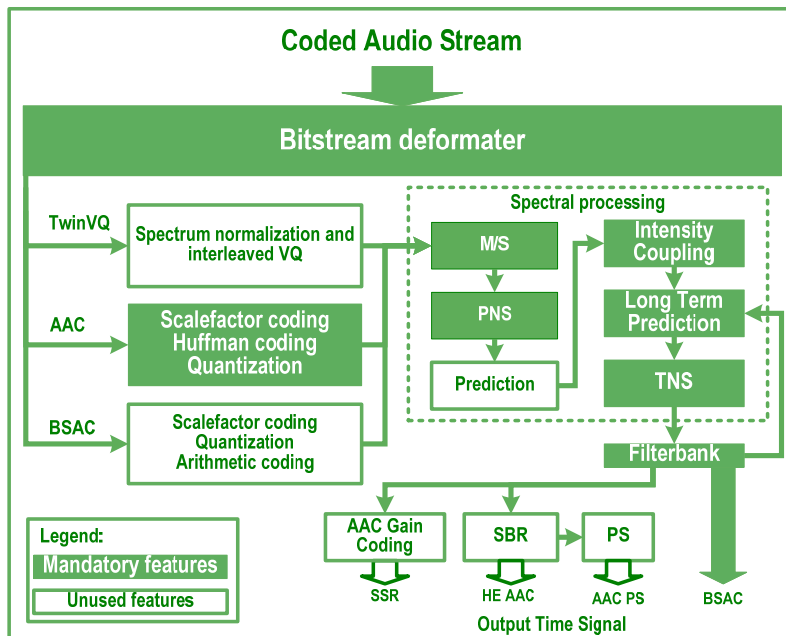 Coded Audio Stream
Bitstream deformater
TwinVQ
Spectrum normalization and
interleaved VQ
AAC
Scalefactor coding
Huffman coding
Quantization
BSAC
Scalefactor coding
Quantization
Arithmetic coding
Spectral processing
M/S
PNS
Prediction
Intensity
Coupling
Long Term
Prediction
TNS
Filterbank
AAC Gain
Coding
SBR
PS
SSR
HE AAC
AAC PS
BSAC
Output Time Signal
Legend:
Mandatory features
Unused features